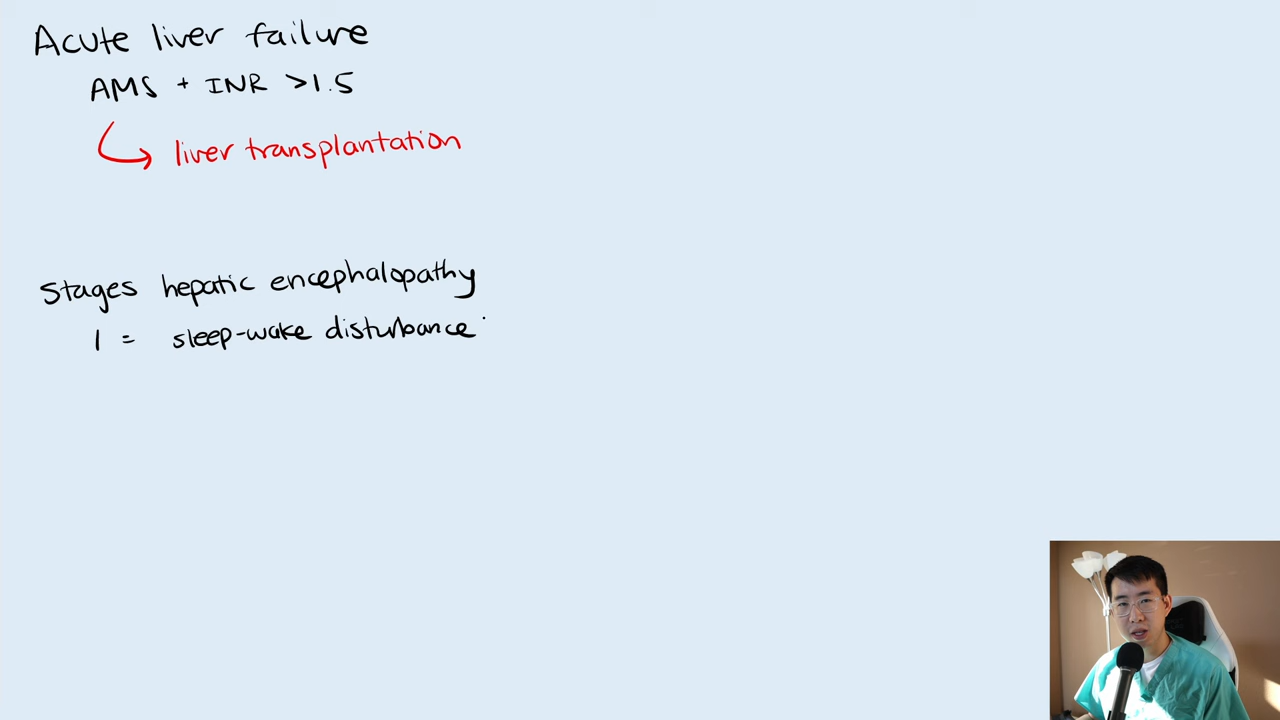 Acute liver failure
AMS + INR >1.5
liver transplantation
Stages hepatic encephalopathy
1 = sleep-wake disturbance